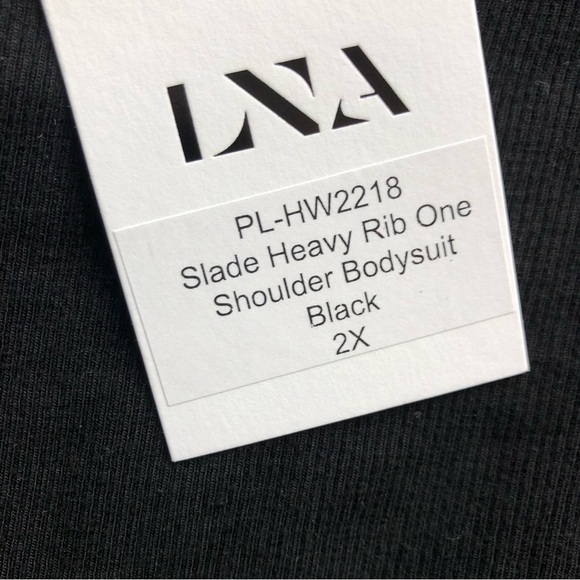 LNA
PL-HW2218
Slade Heavy Rib One
Shoulder Bodysuit
Black
2X